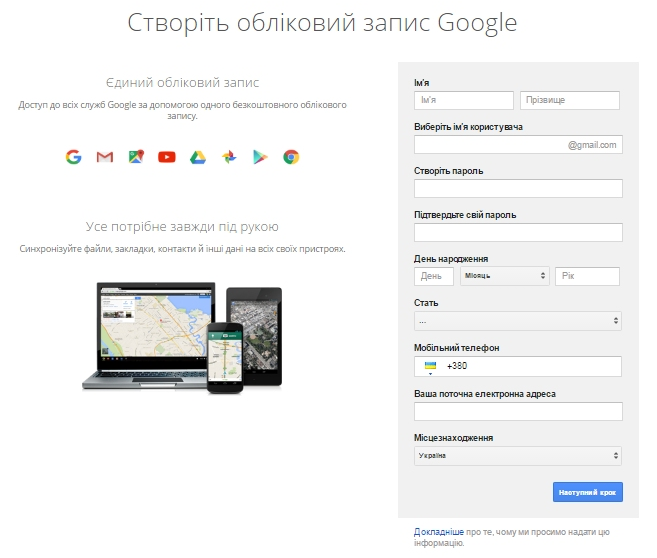 Створіть обліковий запис Google
Єдиний обліковий запис
Доступ до всіх служб Google за допомогою одного безкоштовного облікового
запису.
Усе потрібне завжди під рукою
Синхронізуйте файли, закладки, контакти й інші дані на всіх своїх пристроях.
Ім'я
Ім'я Прізвище
Виберіть ім'я користувача
@gmail.com
Створіть пароль
Підтвердьте свій пароль
День народження
День Місяць Рік
Стать
...
Мобільний телефон
+380
Ваша поточна електронна адреса
Місцезнаходження
Україна
Наступний крок
Докладніше про те, чому ми просимо надати цю
інформацію.